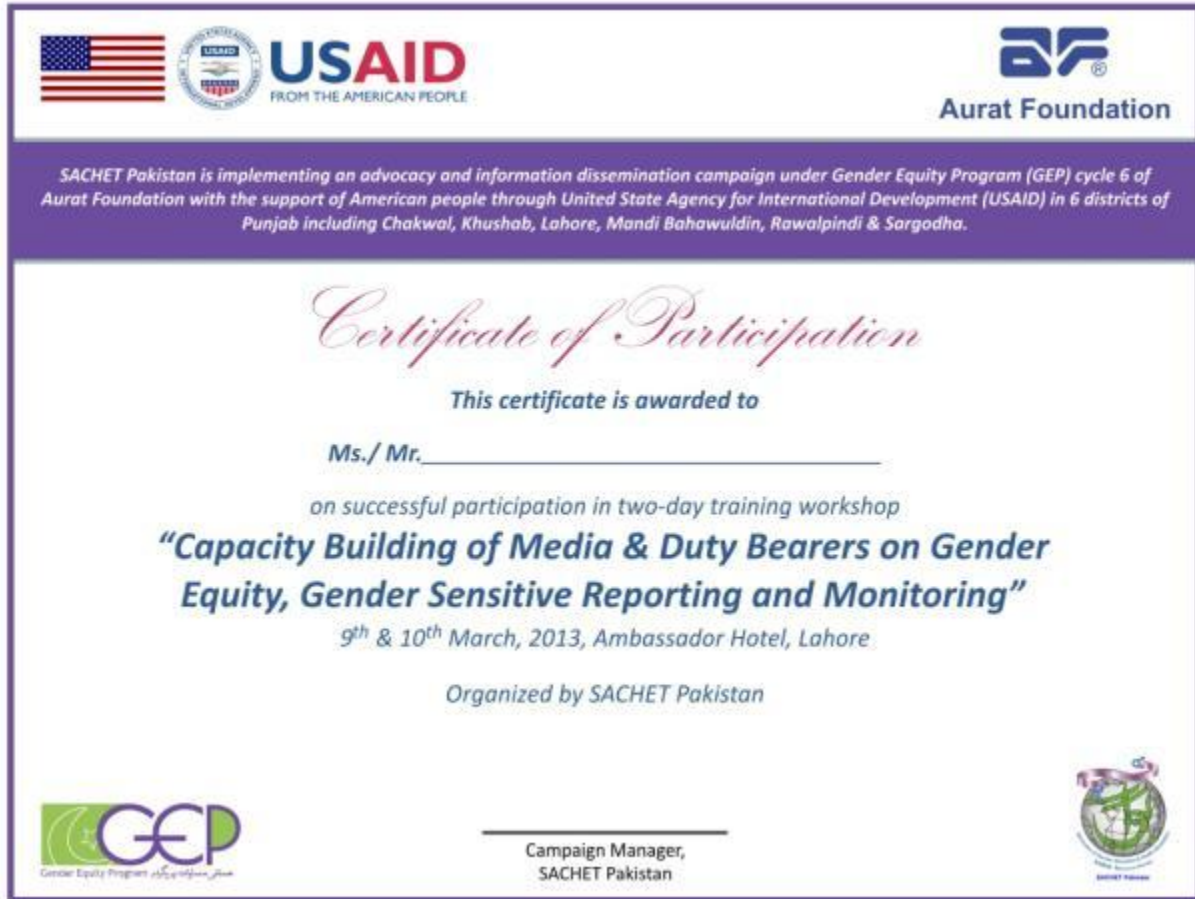 USAID
FROM THE AMERICAN PEOPLE
Aurat Foundation
SACHET Pakistan is implementing an advocacy and information dissemination campaign under Gender Equity Program (GEP) cycle 6 of
Aurat Foundation with the support of American people through United State Agency for International Development (USAID) in 6 districts of
Punjab including Chakwal, Khushab, Lahore, Mandi Bahawuldin, Rawalpindi & Sargodha.
Certificate of Participation
This certificate is awarded to
Ms./ Mr.
on successful participation in two-day training workshop
“Capacity Building of Media & Duty Bearers on Gender
Equity, Gender Sensitive Reporting and Monitoring”
9th & 10th March, 2013, Ambassador Hotel, Lahore
Organized by SACHET Pakistan
GEP
Gender Equity Program
Campaign Manager,
SACHET Pakistan
SACHET Pakistan